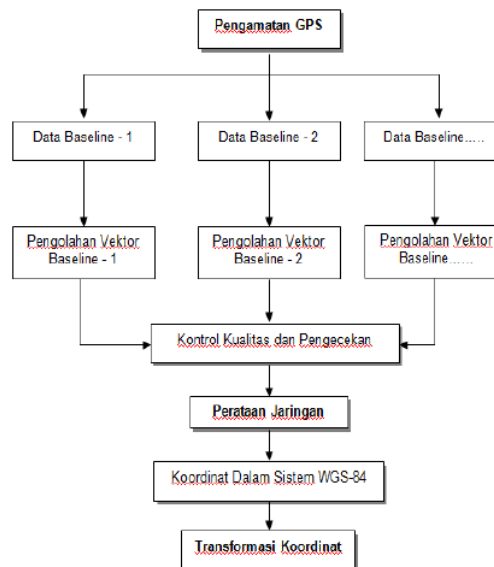 Pengamatan GPS
Data Baseline - 1
Data Baseline - 2
Data Baseline.....
Pengolahan Vektor
Baseline - 1
Pengolahan Vektor
Baseline - 2
Pengolahan Vektor
Baseline......
Kontrol Kualitas dan Pengecekan
Perataan Jaringan
Koordinat Dalam Sistem WGS-84
Transformasi Koordinat